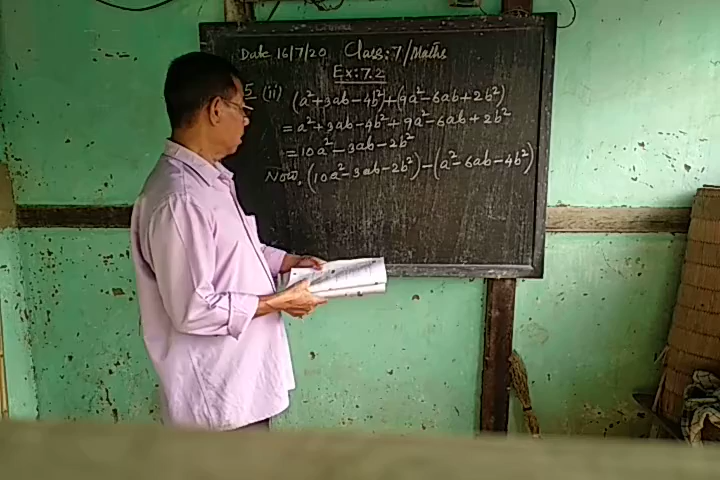 Date 16/7/20 Class: 7/Maths
Ex: 7.2
5 (ii) (a²+3ab-4b²)+(9a²-6ab+2b²)
= a²+3ab-4b²+9a²-6ab+2b²
= 10a²-3ab-2b²
Now, (10a²-3ab-2b²)-(a²-6ab-4b²)